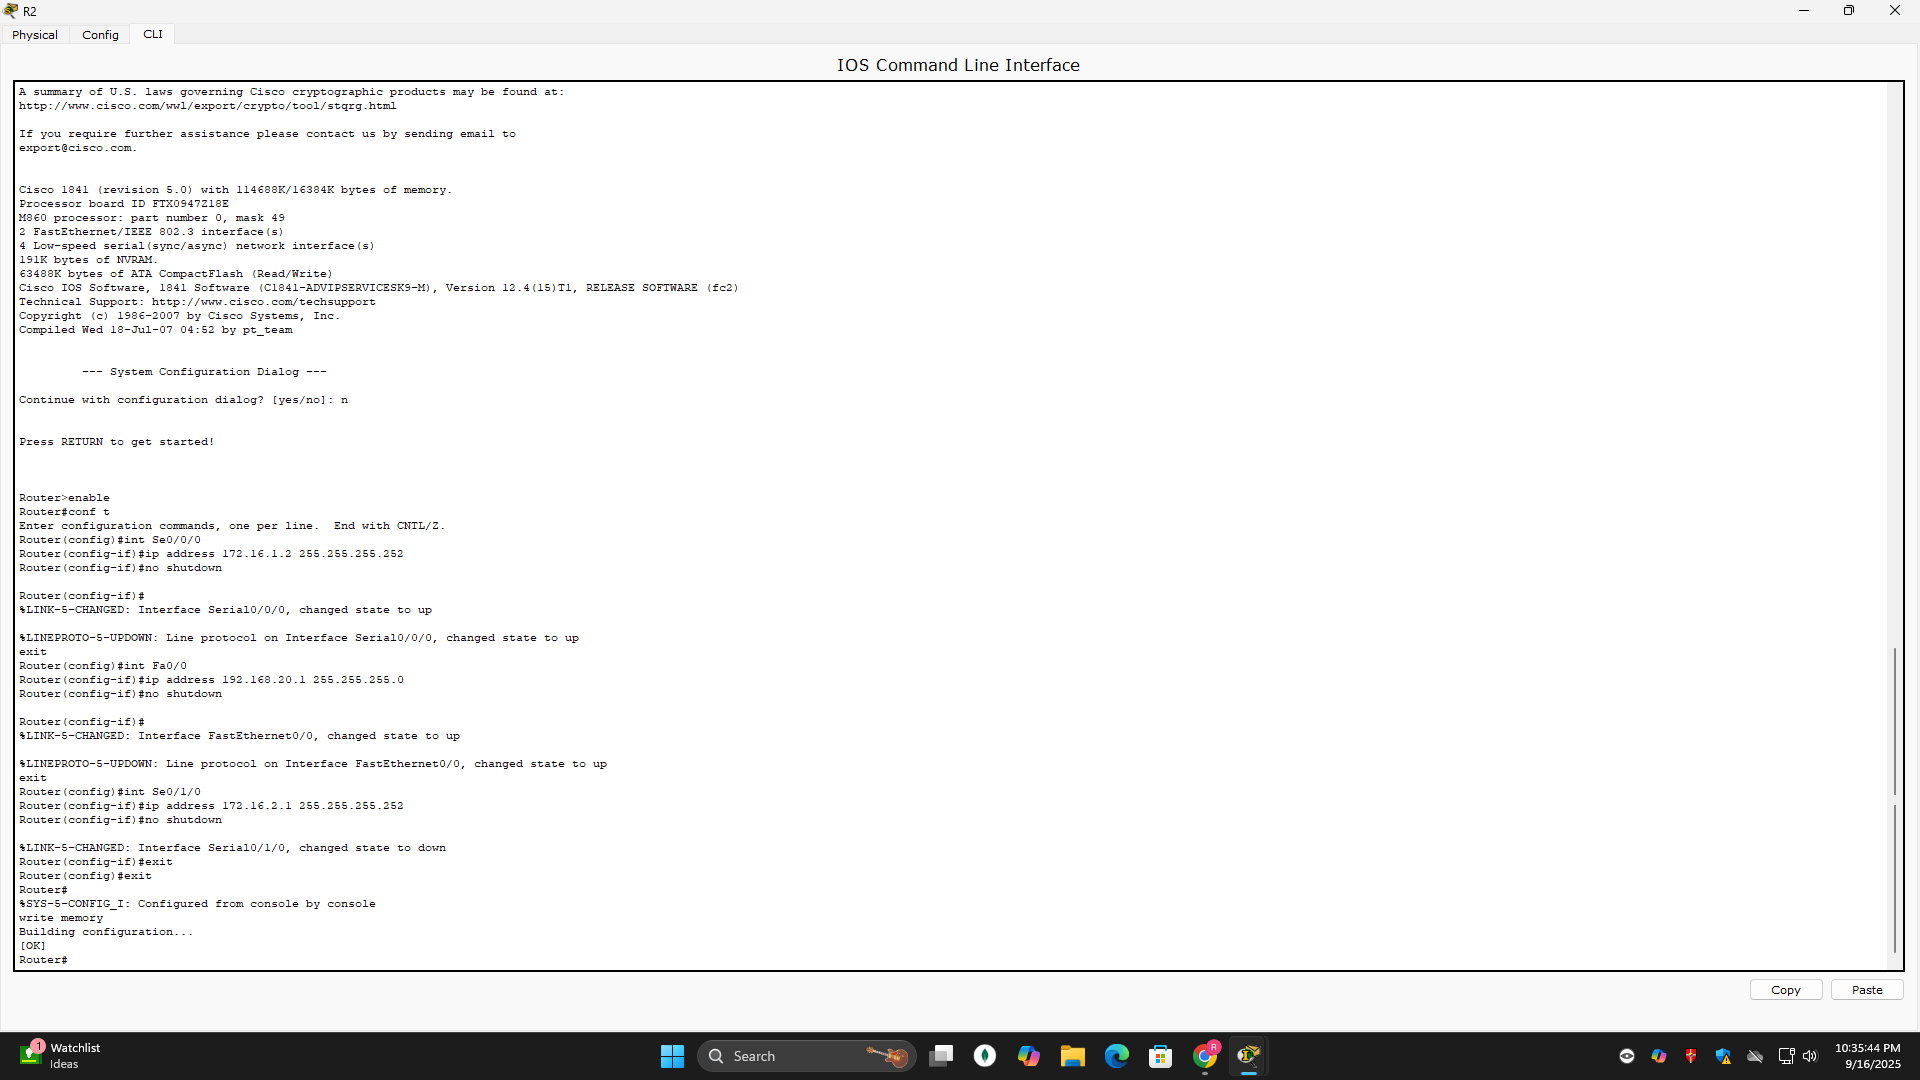 R2
Physical
Config
CLI
IOS Command Line Interface
A summary of U.S. laws governing Cisco cryptographic products may be found at:
http://www.cisco.com/wwl/export/crypto/tool/stqrg.html
If you require further assistance please contact us by sending email to
export@cisco.com.
Cisco 1841 (revision 5.0) with 114688K/16384K bytes of memory.
Processor board ID FTX0947Z18E
M860 processor: part number 0, mask 49
2 FastEthernet/IEEE 802.3 interface(s)
4 Low-speed serial(sync/async) network interface(s)
191K bytes of NVRAM.
63488K bytes of ATA CompactFlash (Read/Write)
Cisco IOS Software, 1841 Software (C1841-ADVIPSERVICESK9-M), Version 12.4(15)T1, RELEASE SOFTWARE (fc2)
Technical Support: http://www.cisco.com/techsupport
Copyright (c) 1986-2007 by Cisco Systems, Inc.
Compiled Wed 18-Jul-07 04:52 by pt_team
--- System Configuration Dialog ---
Continue with configuration dialog? [yes/no]: n
Press RETURN to get started!
Router>enable
Router#conf t
Enter configuration commands, one per line.  End with CNTL/Z.
Router(config)#int Se0/0/0
Router(config-if)#ip address 172.16.1.2 255.255.255.252
Router(config-if)#no shutdown
Router(config-if)#
%LINK-5-CHANGED: Interface Serial0/0/0, changed state to up
%LINEPROTO-5-UPDOWN: Line protocol on Interface Serial0/0/0, changed state to up
exit
Router(config)#int Fa0/0
Router(config-if)#ip address 192.168.20.1 255.255.255.0
Router(config-if)#no shutdown
Router(config-if)#
%LINK-5-CHANGED: Interface FastEthernet0/0, changed state to up
%LINEPROTO-5-UPDOWN: Line protocol on Interface FastEthernet0/0, changed state to up
exit
Router(config)#int Se0/1/0
Router(config-if)#ip address 172.16.2.1 255.255.255.252
Router(config-if)#no shutdown
%LINK-5-CHANGED: Interface Serial0/1/0, changed state to down
Router(config-if)#exit
Router(config)#exit
Router#
%SYS-5-CONFIG_I: Configured from console by console
write memory
Building configuration...
[OK]
Router#
Copy
Paste
1
Watchlist
Ideas
Search
R
10:35:44 PM
9/16/2025